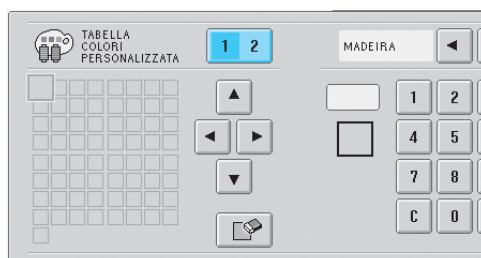 TABELLA
COLORI
PERSONALIZZATA
1 2
MADEIRA
1 2
4 5
7 8
C 0